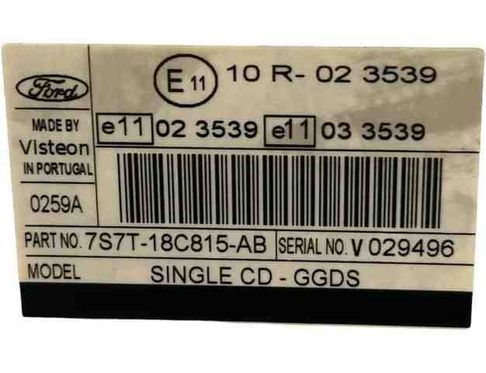 Ford
E 11 10 R- 02 3539
MADE BY
Visteon
IN PORTUGAL
e11 02 3539 e11 03 3539
0259A
PART NO. 7S7T-18C815-AB SERIAL NO. V 029496
MODEL SINGLE CD - GGDS